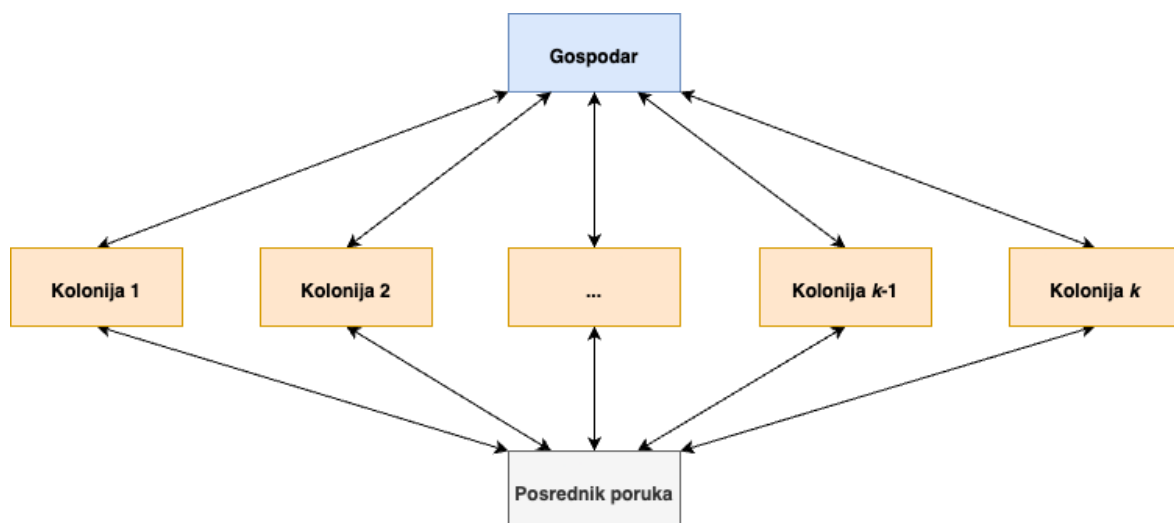 Gospodar
Kolonija 1
Kolonija 2
...
Kolonija k-1
Kolonija k
Posrednik poruka